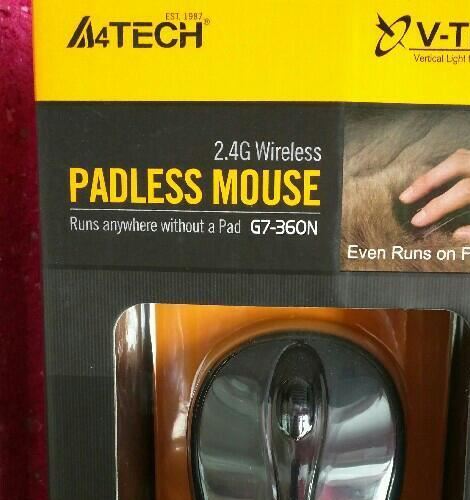 EST. 1987
A4TECH®
V-T
Vertical Light
2.4G Wireless
PADLESS MOUSE
Runs anywhere without a Pad G7-360N
Even Runs on F